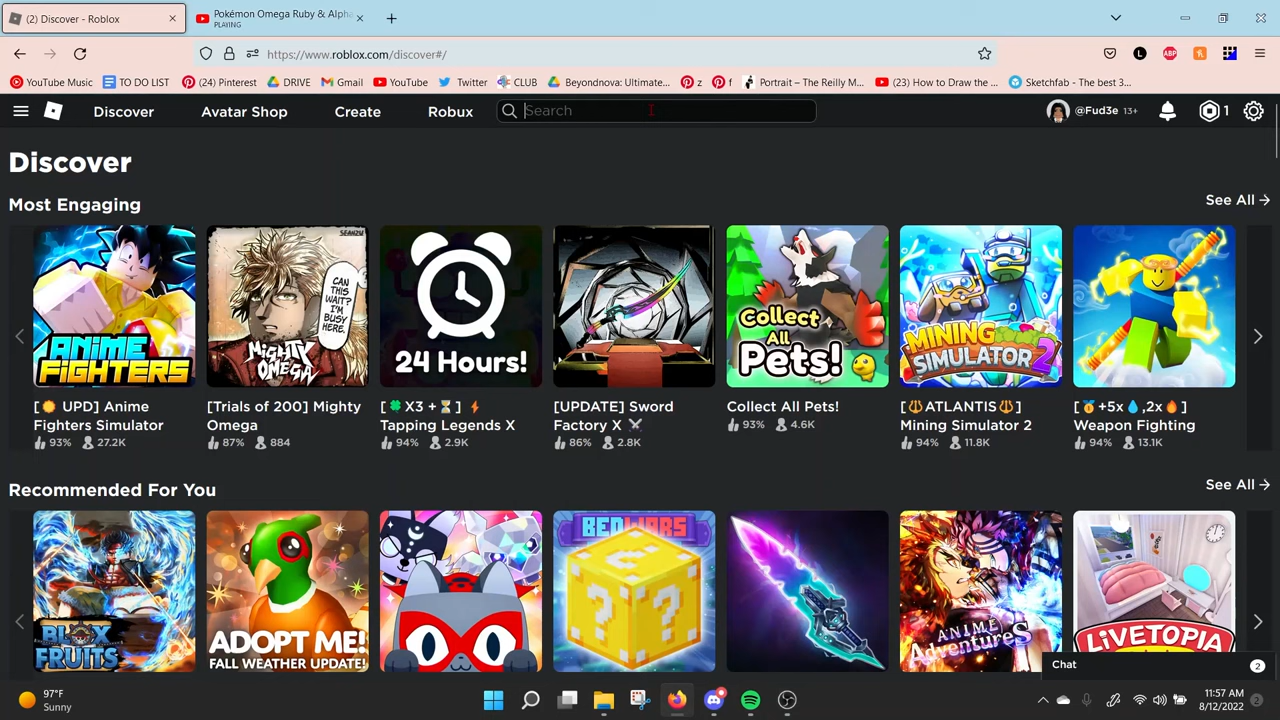 (2) Discover - Roblox
Pokémon Omega Ruby & Alpha
PLAYING
https://www.roblox.com/discover#/
YouTube Music
TO DO LIST
(24) Pinterest
DRIVE
Gmail
YouTube
Twitter
CLUB
Beyondnova: Ultimate...
z
f
Portrait – The Reilly M...
(23) How to Draw the ...
Sketchfab - The best 3...
Discover
Avatar Shop
Create
Robux
Search
@Fud3e 13+
1
Discover
Most Engaging
See All →
ANIME
FIGHTERS
SEANZU
CAN
THIS
WAIT?
I'M
BUSY
HERE.
MIGHTY
OMEGA
24 Hours!
Collect
All
Pets!
MINING
SIMULATOR 2
[🌞 UPD] Anime
Fighters Simulator
93% 27.2K
[Trials of 200] Mighty
Omega
87% 884
[🍀 X3 + ⏳] ⚡
Tapping Legends X
94% 2.9K
[UPDATE] Sword
Factory X ⚔️
86% 2.8K
Collect All Pets!
93% 4.6K
[🔱ATLANTIS🔱]
Mining Simulator 2
94% 11.8K
[🥇+5x💧,2x🔥]
Weapon Fighting
94% 13.1K
Recommended For You
See All →
BLOX
FRUITS
ADOPT ME!
FALL WEATHER UPDATE!
BEDWARS
ANIME
Adventures
LIVETOPIA
Chat
2
97°F
Sunny
11:57 AM
8/12/2022
2